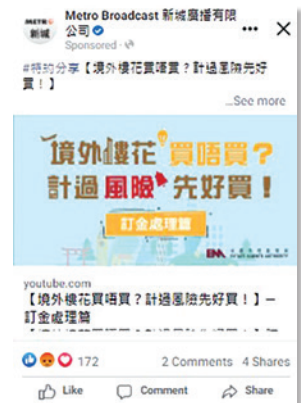 Metro Broadcast 新城廣播有限
公司
METRO
新城
Sponsored ·
#特約分享【境外樓花買唔買？計過風險先好
買！】
...See more
境外樓花買唔買？
計過風險先好買！
訂金處理篇
youtube.com
【境外樓花買唔買？計過風險先好買！】—
訂金處理篇
172
2 Comments 4 Shares
Like Comment Share